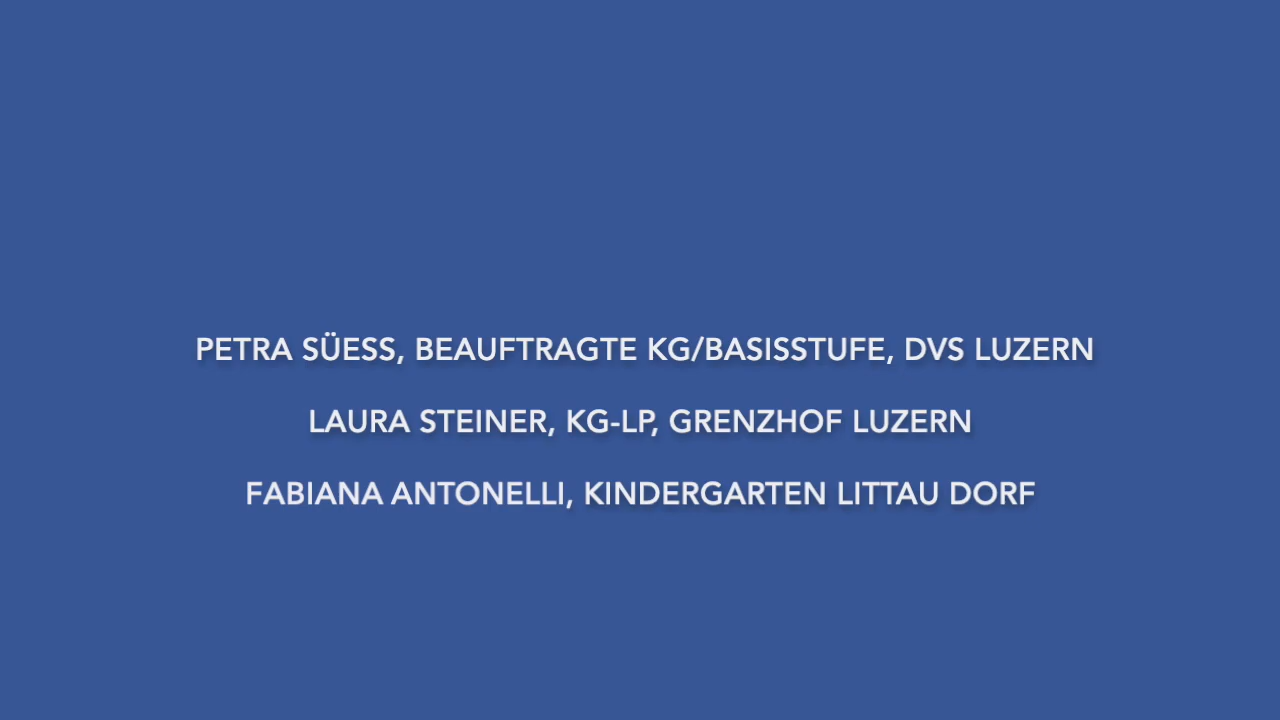 PETRA SÜESS, BEAUFTRAGTE KG/BASISSTUFE, DVS LUZERN
LAURA STEINER, KG-LP, GRENZHOF LUZERN
FABIANA ANTONELLI, KINDERGARTEN LITTAU DORF